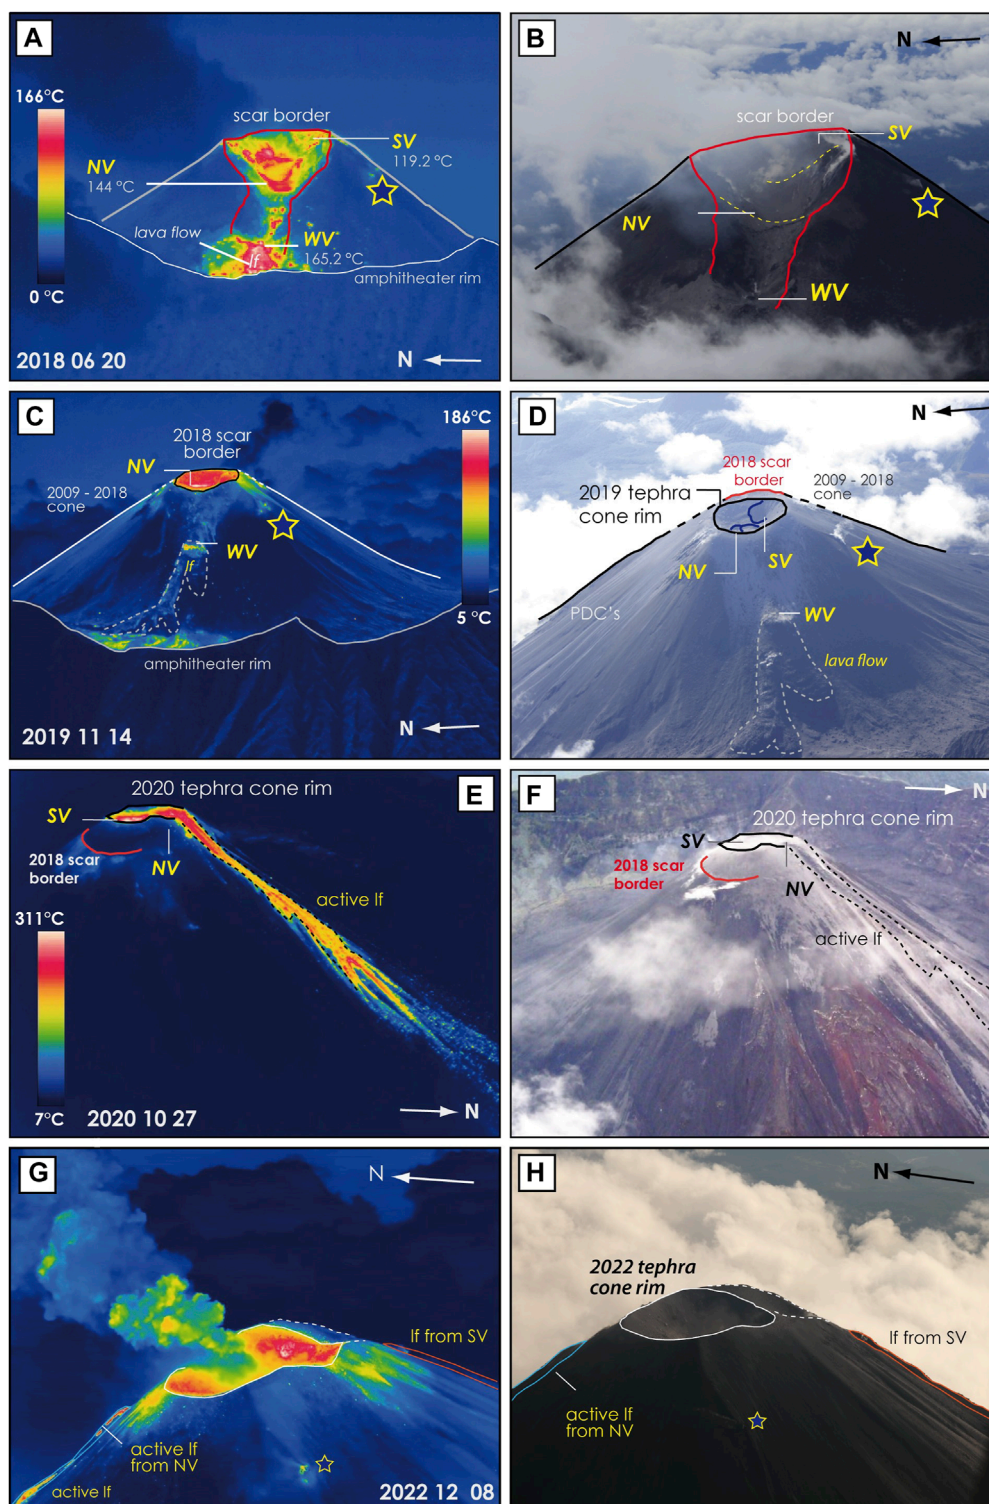 A
166°C
0 °C
scar border
SV
119.2 °C
NV
144 °C
lava flow
lf
WV
165.2 °C
amphitheater rim
2018 06 20
N
B
N
scar border
SV
NV
WV
C
186°C
5 °C
2018 scar
border
NV
2009 - 2018
cone
WV
lf
amphitheater rim
N
2019 11 14
D
N
2018 scar
border
2009 - 2018
cone
2019 tephra
cone rim
NV
SV
PDC's
WV
lava flow
E
2020 tephra cone rim
SV
NV
2018 scar
border
active lf
311°C
7°C
2020 10 27
N
F
N
2020 tephra cone rim
SV
2018 scar
border
NV
active lf
G
N
lf from SV
active lf
from NV
active lf
2022 12 08
H
N
2022 tephra
cone rim
lf from SV
active lf
from NV